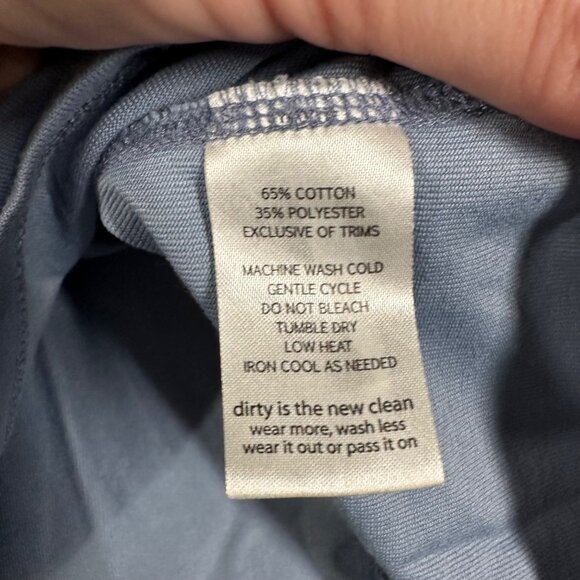 65% COTTON
35% POLYESTER
EXCLUSIVE OF TRIMS
MACHINE WASH COLD
GENTLE CYCLE
DO NOT BLEACH
TUMBLE DRY
LOW HEAT
IRON COOL AS NEEDED
dirty is the new clean
wear more, wash less
wear it out or pass it on